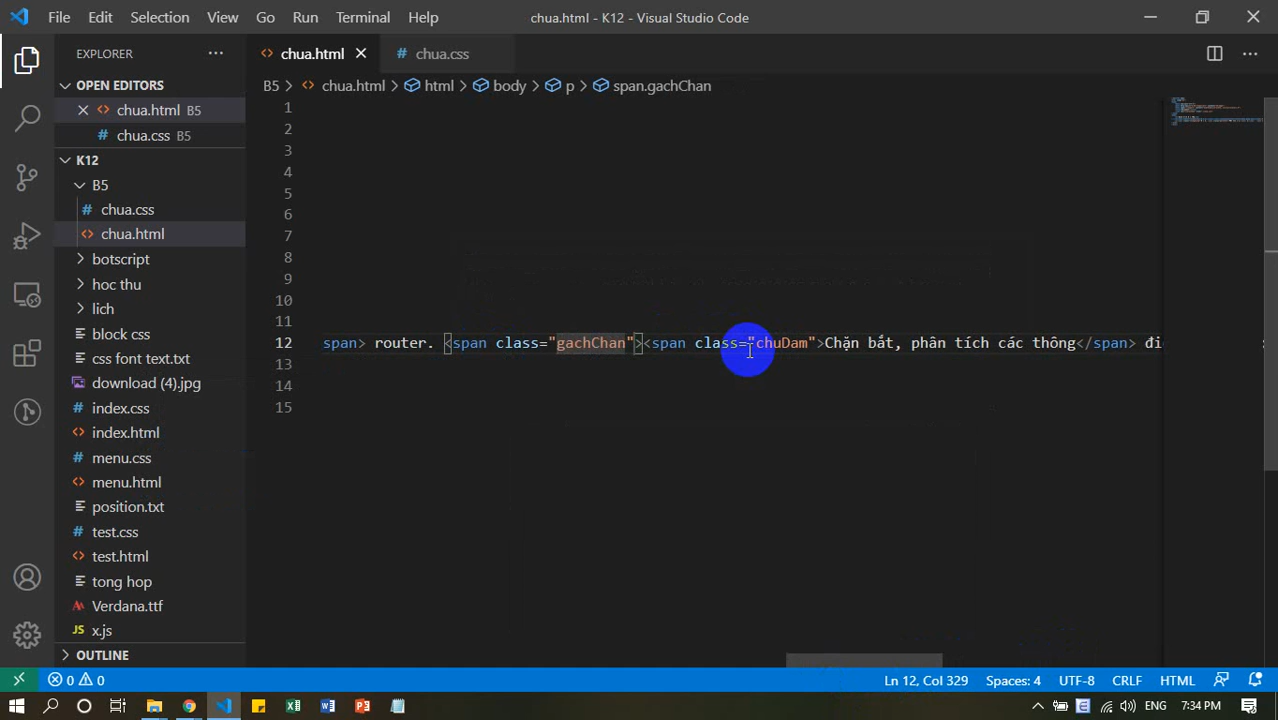 File Edit Selection View Go Run Terminal Help
chua.html - K12 - Visual Studio Code
EXPLORER
OPEN EDITORS
chua.html B5
chua.css B5
K12
B5
chua.css
chua.html
botscript
hoc thu
lich
block css
css font text.txt
download (4).jpg
index.css
index.html
menu.css
menu.html
position.txt
test.css
test.html
tong hop
Verdana.ttf
JS x.js
OUTLINE
chua.html
chua.css
B5 > chua.html > html > body > p > span.gachChan
1
2
3
4
5
6
7
8
9
10
11
12 span> router. <span class="gachChan"><span class="chuDam">Chặn bắt, phân tích các thông</span>
13
14
15
0 0
Ln 12, Col 329 Spaces: 4 UTF-8 CRLF HTML
ENG 7:34 PM